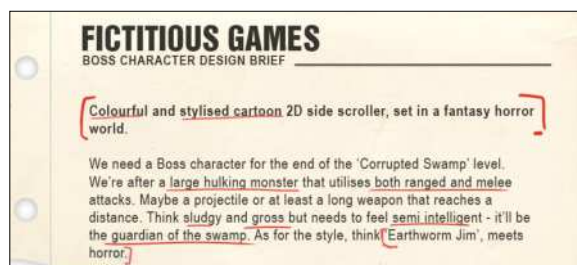 FICTITIOUS GAMES
BOSS CHARACTER DESIGN BRIEF
Colourful and stylised cartoon 2D side scroller, set in a fantasy horror
world.
We need a Boss character for the end of the ‘Corrupted Swamp’ level.
We're after a large hulking monster that utilises both ranged and melee
attacks. Maybe a projectile or at least a long weapon that reaches a
distance. Think sludgy and gross but needs to feel semi intelligent - it'll be
the guardian of the swamp. As for the style, think ‘Earthworm Jim’, meets
horror.